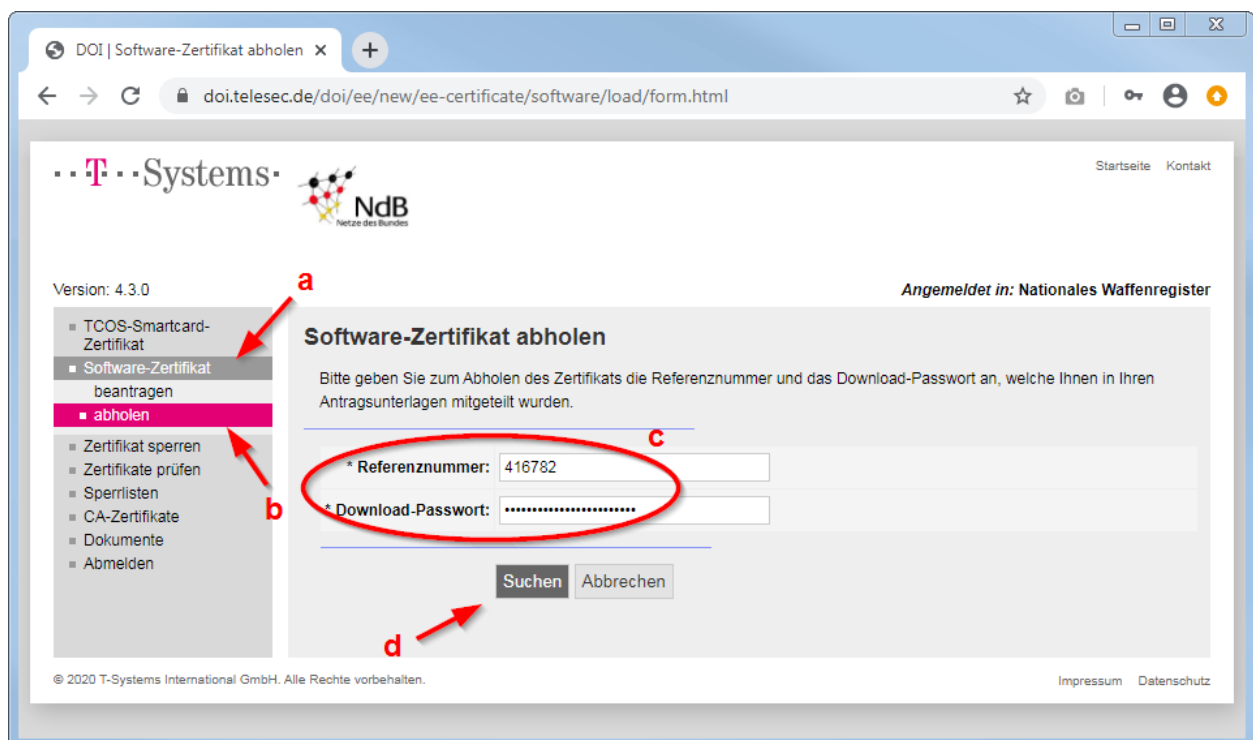 DOI | Software-Zertifikat abholen
doi.telesec.de/doi/ee/new/ee-certificate/software/load/form.html
··T··Systems·
NdB
Netze des Bundes
Startseite Kontakt
Version: 4.3.0
a
Angemeldet in: Nationales Waffenregister
TCOS-Smartcard-
Zertifikat
Software-Zertifikat
beantragen
abholen
Zertifikat sperren
Zertifikate prüfen
Sperrlisten
CA-Zertifikate
Dokumente
Abmelden
b
Software-Zertifikat abholen
Bitte geben Sie zum Abholen des Zertifikats die Referenznummer und das Download-Passwort an, welche Ihnen in Ihren
Antragsunterlagen mitgeteilt wurden.
c
* Referenznummer: 416782
* Download-Passwort: ••••••••••••••••••••••••
Suchen Abbrechen
d
© 2020 T-Systems International GmbH. Alle Rechte vorbehalten.
Impressum Datenschutz